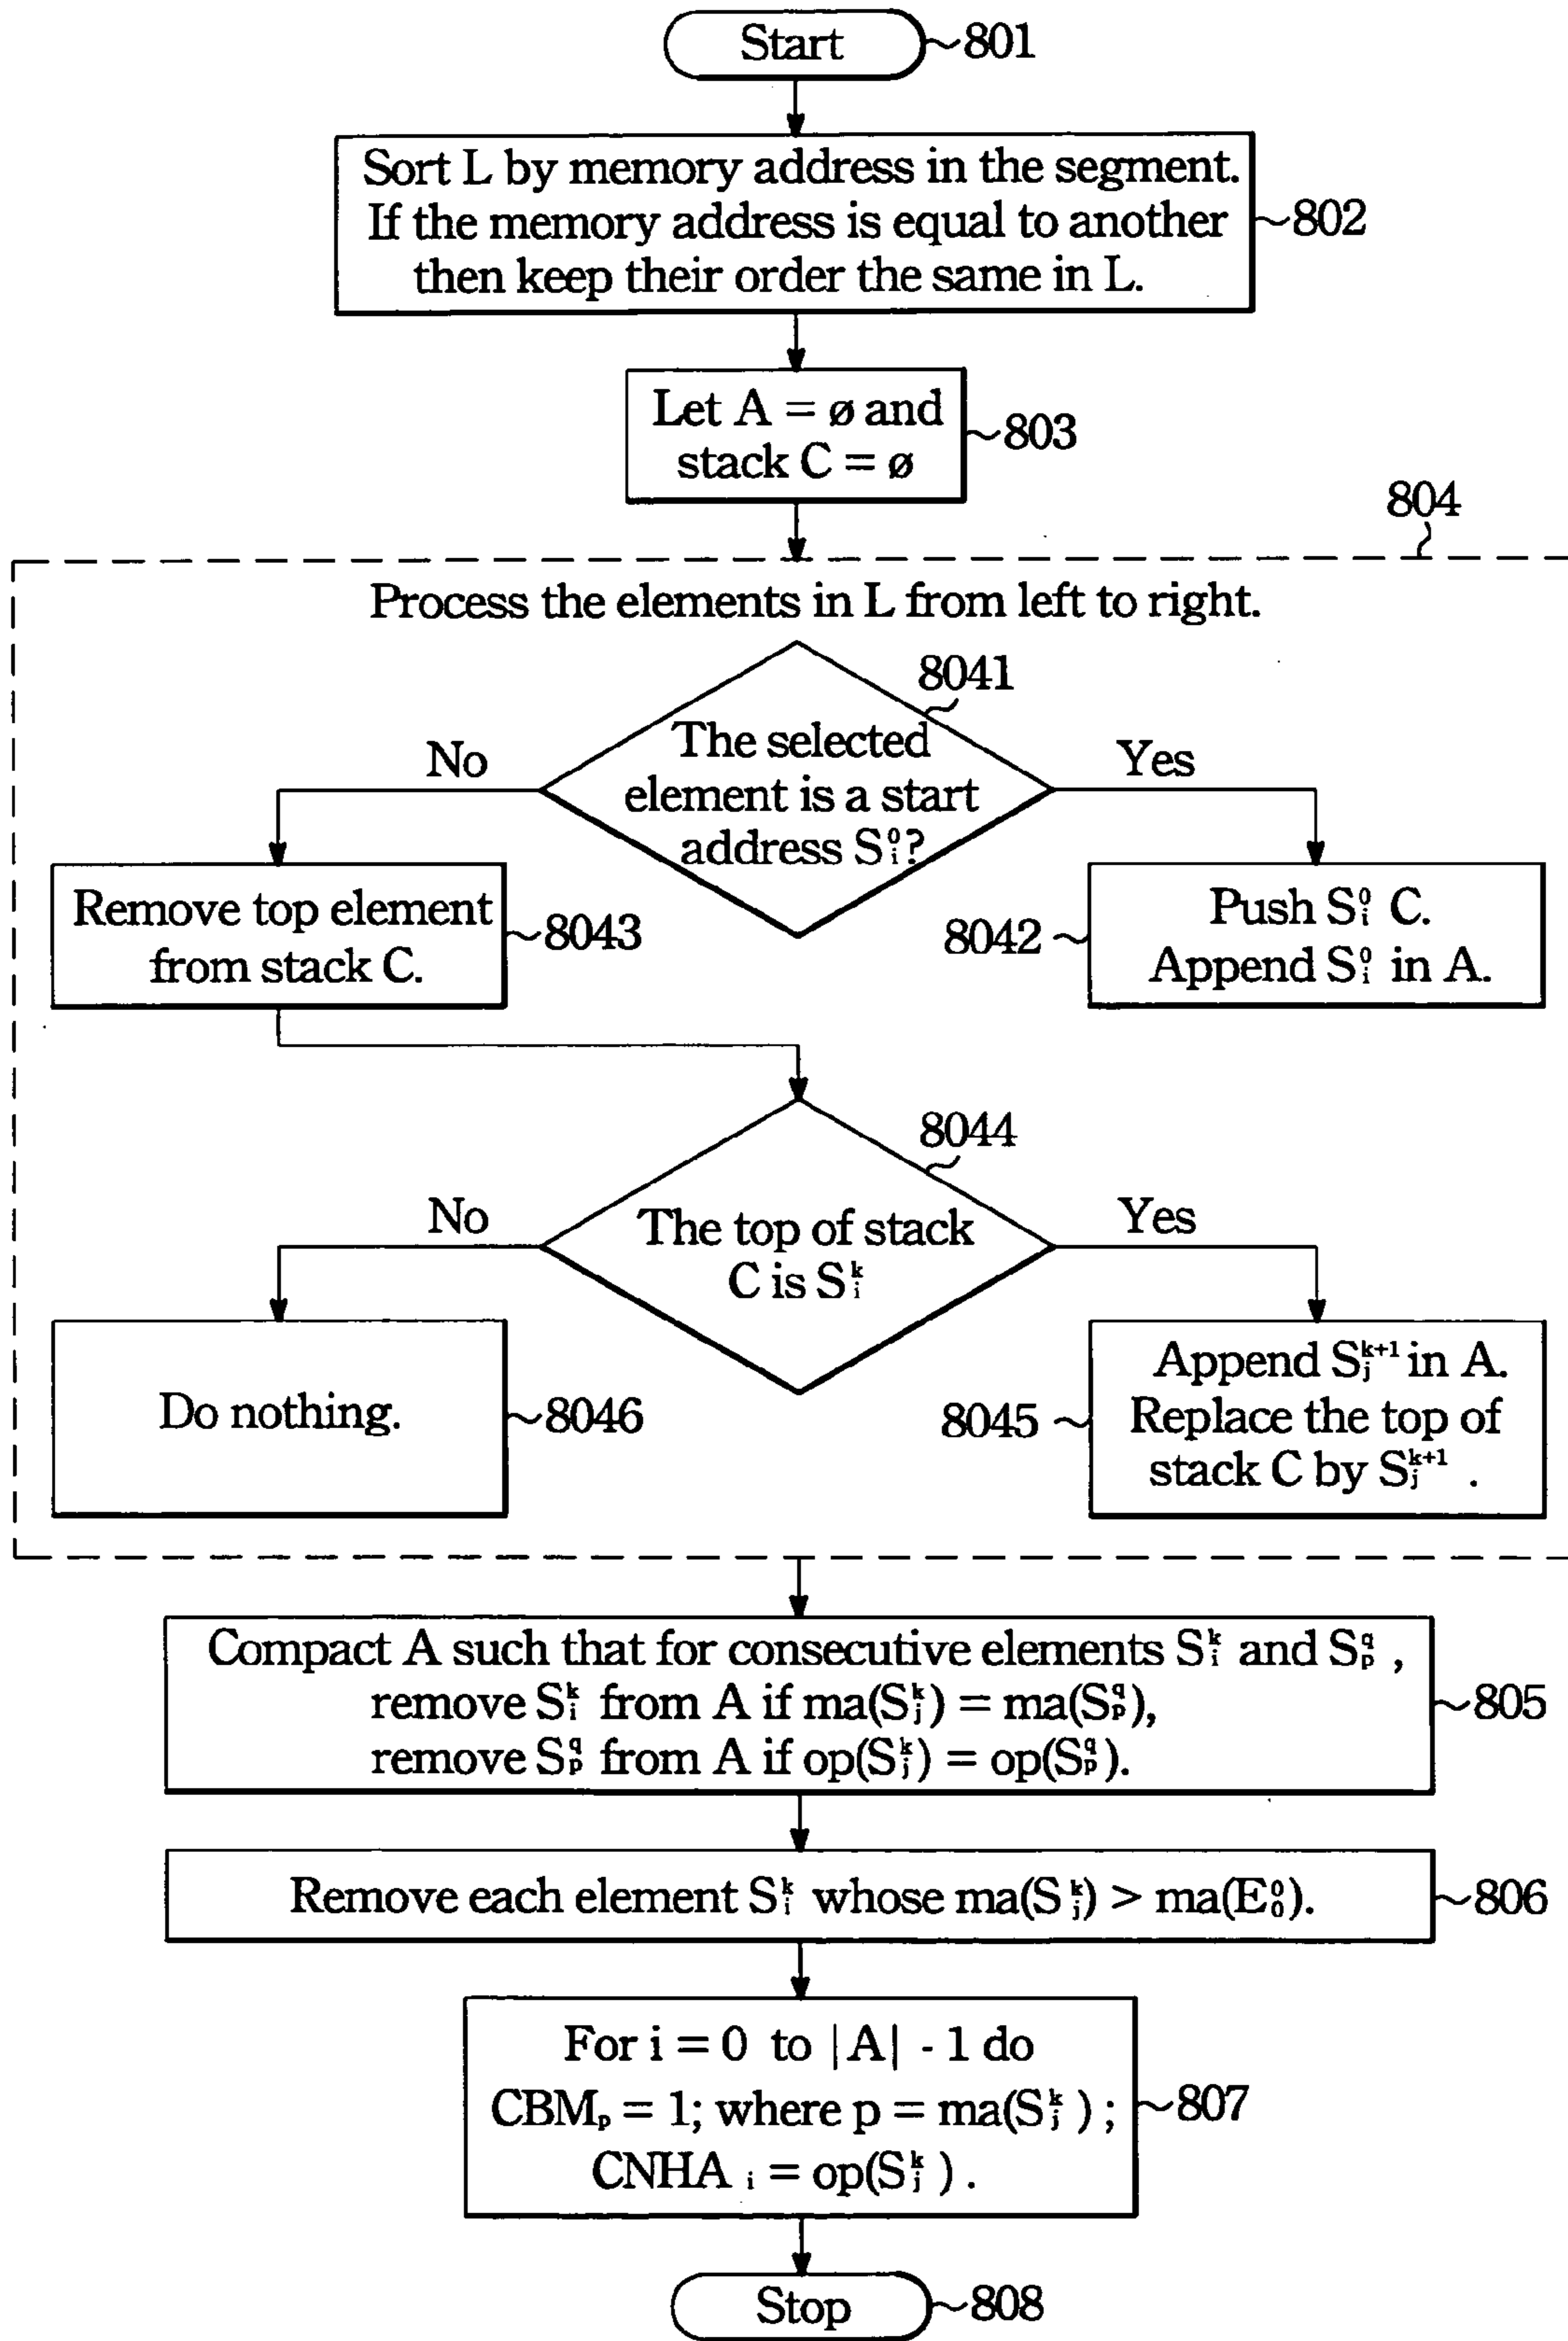 Start
801
Sort L by memory address in the segment.
If the memory address is equal to another
then keep their order the same in L.
802
Let A = ø and
stack C = ø
803
804
Process the elements in L from left to right.
8041
The selected
element is a start
address S⁰ᵢ?
No
Yes
Remove top element
from stack C.
8043
8042
Push S⁰ᵢ C.
Append S⁰ᵢ in A.
8044
The top of stack
C is Sᵏᵢ
No
Yes
Do nothing.
8046
8045
Append Sᵏ⁺¹ⱼ in A.
Replace the top of
stack C by Sᵏ⁺¹ⱼ .
Compact A such that for consecutive elements Sᵏᵢ and S^qₚ ,
remove Sᵏᵢ from A if ma(Sᵏⱼ) = ma(S^qₚ),
remove S^qₚ from A if op(Sᵏⱼ) = op(S^qₚ).
805
Remove each element Sᵏᵢ whose ma(Sᵏⱼ) > ma(E⁰₀).
806
For i = 0 to |A| - 1 do
CBMₚ = 1; where p = ma(Sᵏⱼ) ;
CNHA ᵢ = op(Sᵏⱼ) .
807
Stop
808